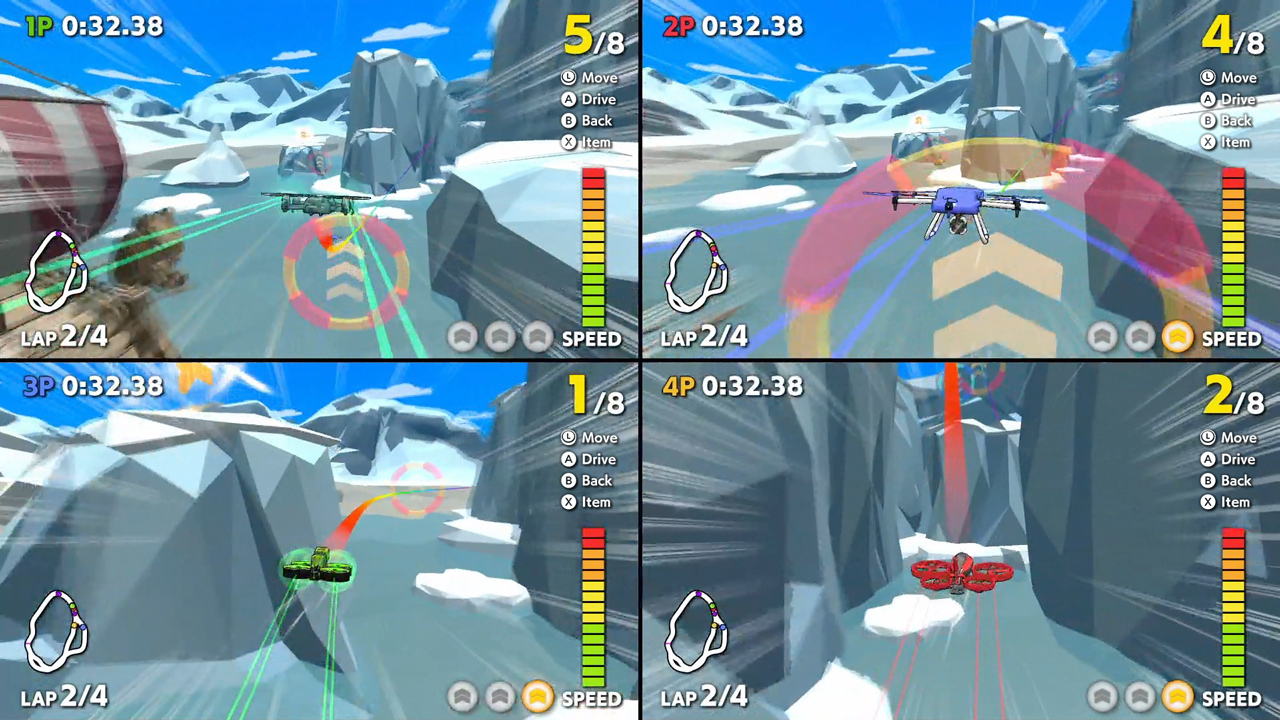 1P 0:32.38
5/8
L Move
A Drive
B Back
X Item
LAP 2/4
SPEED
2P 0:32.38
4/8
L Move
A Drive
B Back
X Item
LAP 2/4
SPEED
3P 0:32.38
1/8
L Move
A Drive
B Back
X Item
LAP 2/4
SPEED
4P 0:32.38
2/8
L Move
A Drive
B Back
X Item
LAP 2/4
SPEED